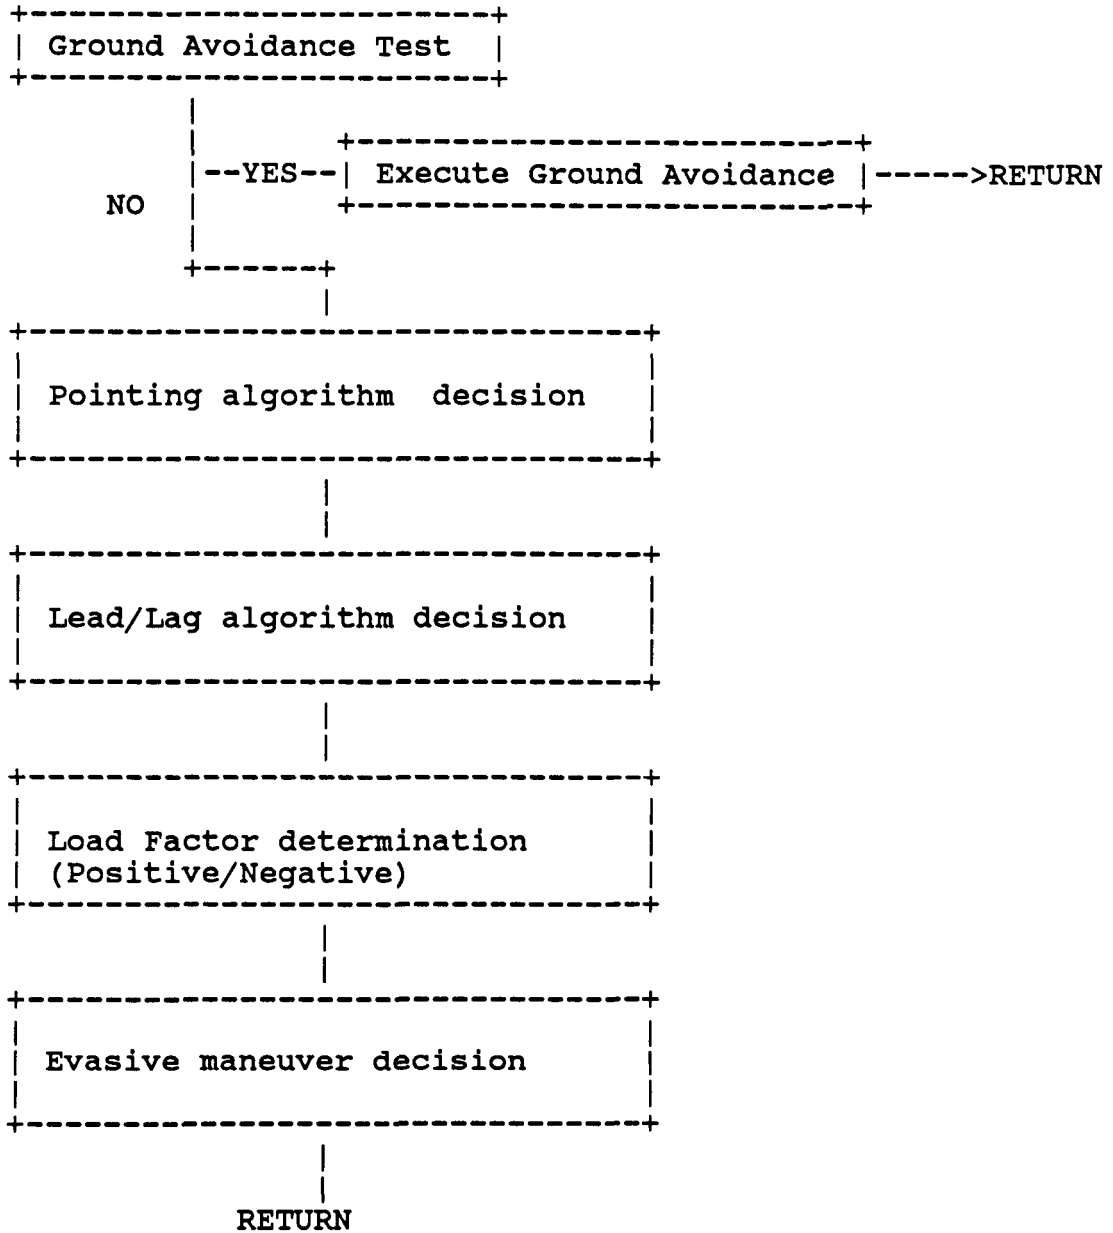 Ground Avoidance Test
--YES-- Execute Ground Avoidance ----->RETURN
NO
Pointing algorithm decision
Lead/Lag algorithm decision
Load Factor determination
(Positive/Negative)
Evasive maneuver decision
RETURN